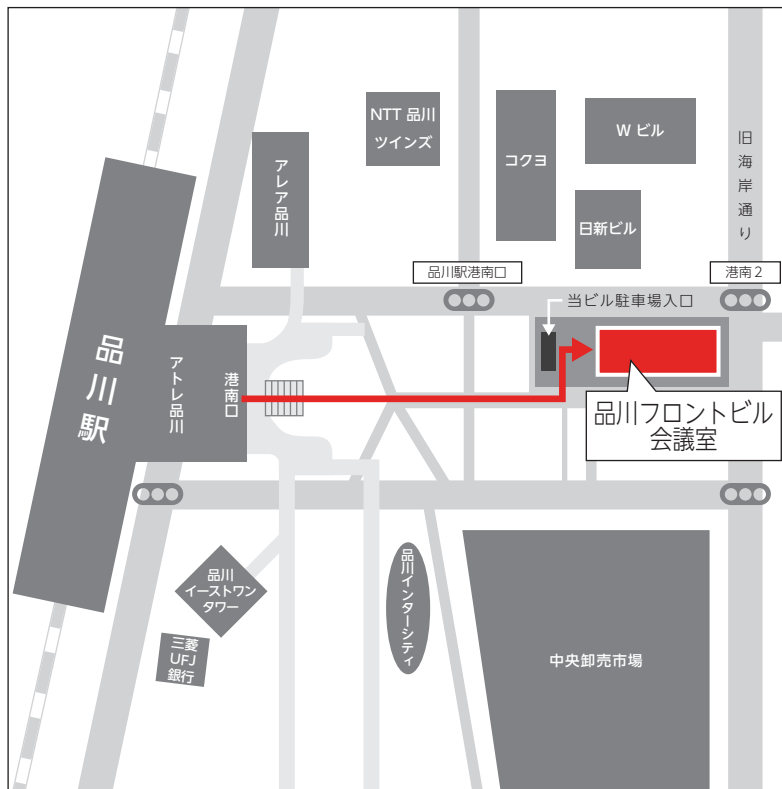 NTT 品川
ツインズ
コクヨ
W ビル
旧海岸通り
アレア品川
日新ビル
品川駅港南口
港南2
当ビル駐車場入口
品川駅
アトレ品川
港南口
品川フロントビル
会議室
品川
イーストワン
タワー
三菱
UFJ
銀行
品川インターシティ
中央卸売市場